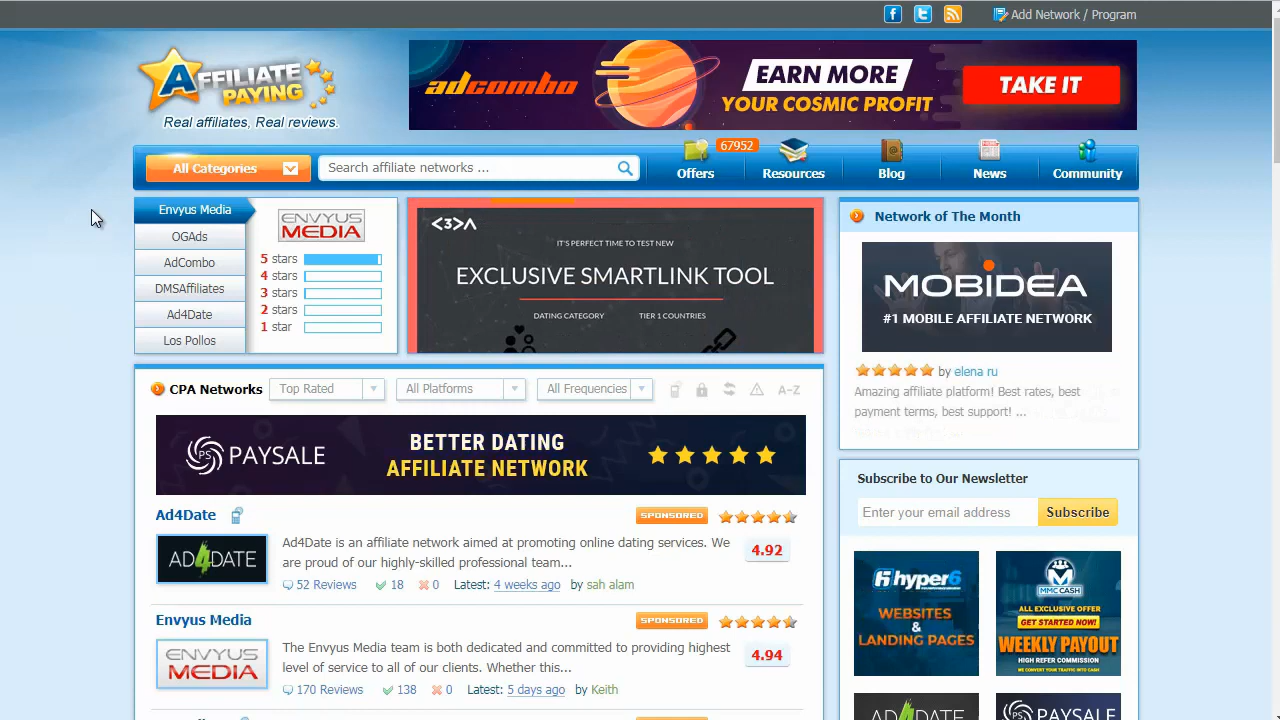 Add Network / Program
AFFILIATE
PAYING
Real affiliates, Real reviews.
adcombo
EARN MORE
YOUR COSMIC PROFIT
TAKE IT
All Categories
Search affiliate networks ...
Offers
67952
Resources
Blog
News
Community
Envyus Media
OGAds
AdCombo
DMSAffiliates
Ad4Date
Los Pollos
ENVYUS
MEDIA
5 stars
4 stars
3 stars
2 stars
1 star
IT'S PERFECT TIME TO TEST NEW
EXCLUSIVE SMARTLINK TOOL
DATING CATEGORY
TIER 1 COUNTRIES
Network of The Month
MOBIDEA
#1 MOBILE AFFILIATE NETWORK
by elena ru
Amazing affiliate platform! Best rates, best
payment terms, best support! ...
CPA Networks
Top Rated
All Platforms
All Frequencies
A-Z
PS PAYSALE
BETTER DATING
AFFILIATE NETWORK
Ad4Date
SPONSORED
AD4DATE
Ad4Date is an affiliate network aimed at promoting online dating services. We
are proud of our highly-skilled professional team...
4.92
52 Reviews
18
0
Latest: 4 weeks ago
by sah alam
Envyus Media
SPONSORED
ENVYUS
MEDIA
The Envyus Media team is both dedicated and committed to providing highest
level of service to all of our clients. Whether this...
4.94
170 Reviews
138
0
Latest: 5 days ago
by Keith
Subscribe to Our Newsletter
Enter your email address
Subscribe
hyper6
WEBSITES
&
LANDING PAGES
MMC CASH
ALL EXCLUSIVE OFFER
GET STARTED NOW!
WEEKLY PAYOUT
HIGH REFER COMMISSION
WE CONVERT YOUR TRAFFIC INTO CASH
AD4DATE
PAYSALE